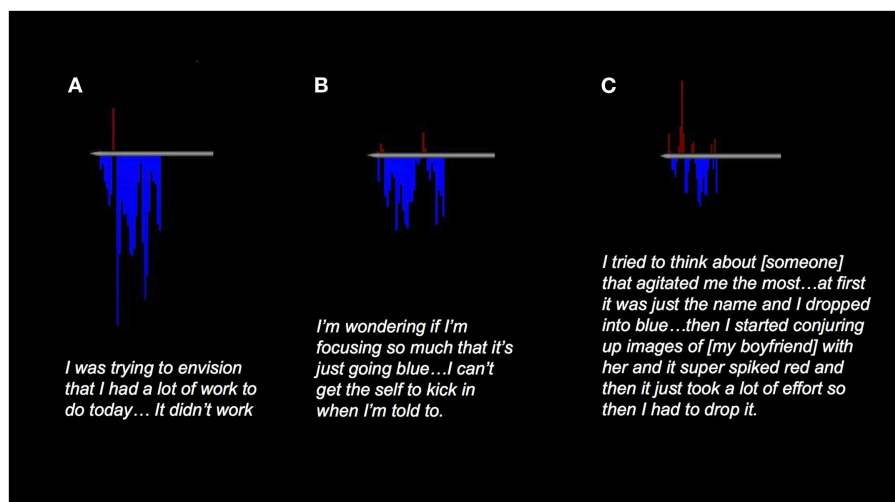 A
B
C
I was trying to envision
that I had a lot of work to
do today… It didn’t work
I’m wondering if I’m
focusing so much that it’s
just going blue…I can’t
get the self to kick in
when I’m told to.
I tried to think about [someone]
that agitated me the most…at first
it was just the name and I dropped
into blue…then I started conjuring
up images of [my boyfriend] with
her and it super spiked red and
then it just took a lot of effort so
then I had to drop it.